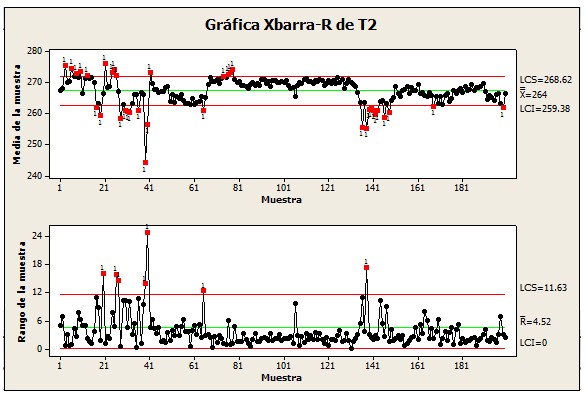 Gráfica Xbarra-R de T2
Media de la muestra
280
270
260
250
240
LCS=268.62
X=264
LCI=259.38
1 21 41 61 81 101 121 141 161 181
Muestra
Rango de la muestra
24
18
12
6
0
LCS=11.63
R=4.52
LCI=0
1 21 41 61 81 101 121 141 161 181
Muestra